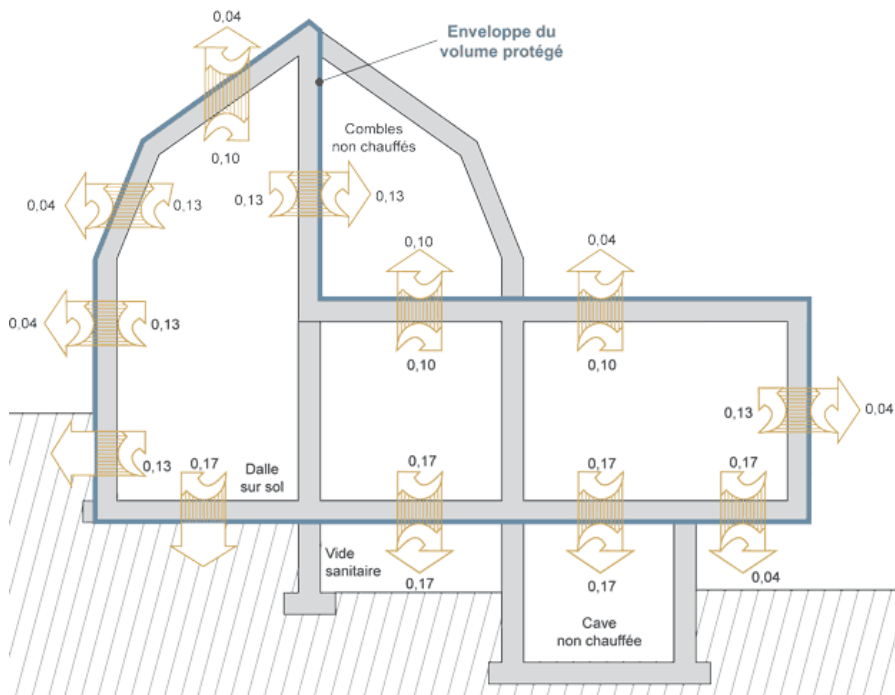 0,04
Enveloppe du
volume protégé
Combles
non chauffés
0,10
0,04
0,13
0,13
0,13
0,10
0,04
0,04
0,13
0,10
0,10
0,13
0,04
0,13
0,17
Dalle
sur sol
0,17
0,17
0,17
Vide
sanitaire
0,17
0,17
0,04
Cave
non chauffée